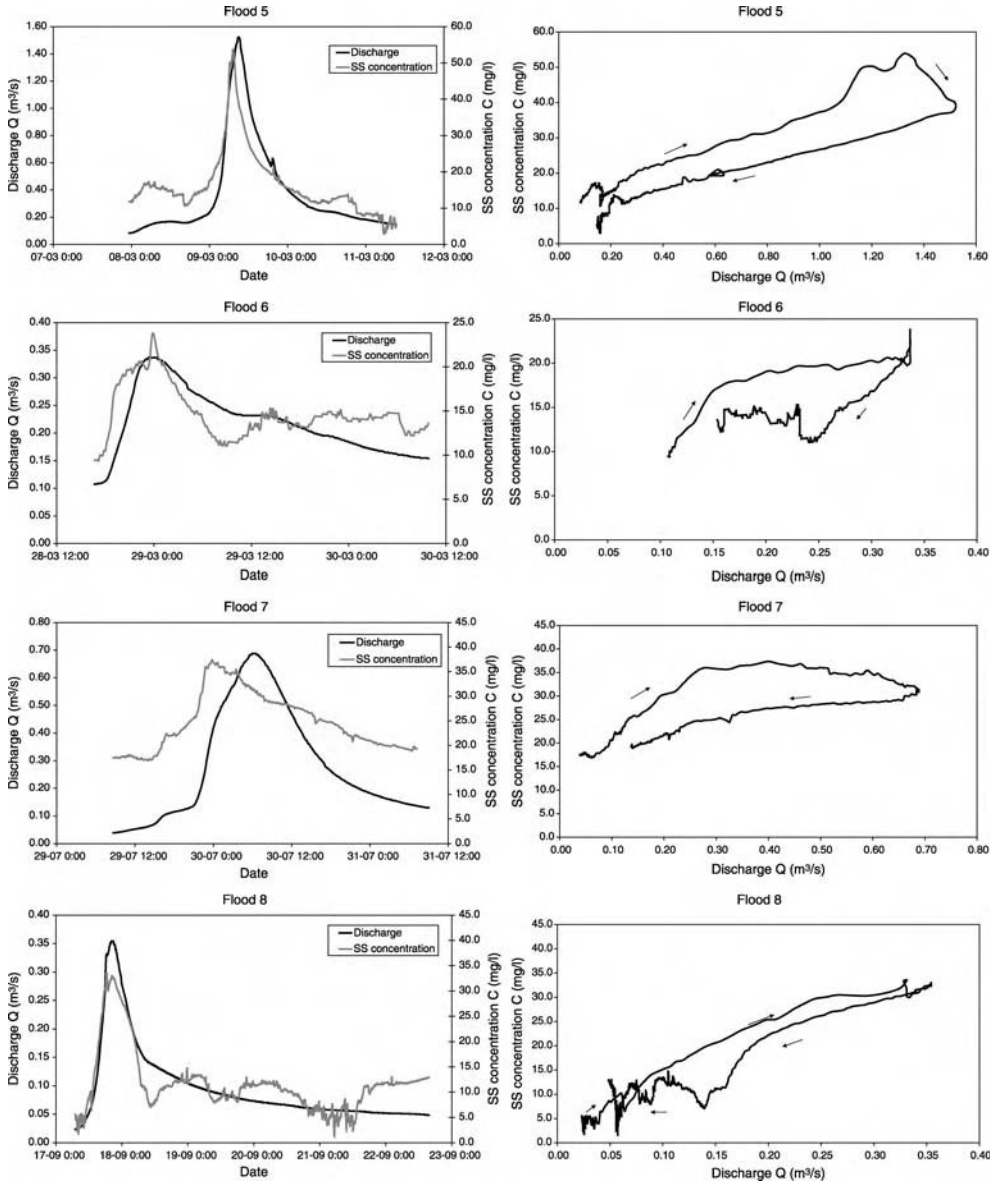 Flood 5
Discharge Q (m³/s)
1.60
1.40
1.20
1.00
0.80
0.60
0.40
0.20
0.00
Discharge
SS concentration
60.0
50.0
40.0
30.0
20.0
10.0
0.0
SS concentration C (mg/l)
07-03 0:00 08-03 0:00 09-03 0:00 10-03 0:00 11-03 0:00 12-03 0:00
Date
Flood 5
SS concentration C (mg/l)
60.0
50.0
40.0
30.0
20.0
10.0
0.0
0.00 0.20 0.40 0.60 0.80 1.00 1.20 1.40 1.60
Discharge Q (m³/s)
Flood 6
Discharge Q (m³/s)
0.40
0.35
0.30
0.25
0.20
0.15
0.10
0.05
0.00
Discharge
SS concentration
25.0
20.0
15.0
10.0
5.0
0.0
SS concentration C (mg/l)
28-03 12:00 29-03 0:00 29-03 12:00 30-03 0:00 30-03 12:00
Date
Flood 6
SS concentration C (mg/l)
25.0
20.0
15.0
10.0
5.0
0.0
0.00 0.05 0.10 0.15 0.20 0.25 0.30 0.35 0.40
Discharge Q (m³/s)
Flood 7
Discharge Q (m³/s)
0.80
0.70
0.60
0.50
0.40
0.30
0.20
0.10
0.00
Discharge
SS concentration
45.0
40.0
35.0
30.0
25.0
20.0
15.0
10.0
5.0
0.0
SS concentration C (mg/l)
29-07 0:00 29-07 12:00 30-07 0:00 30-07 12:00 31-07 0:00 31-07 12:00
Date
Flood 7
SS concentration C (mg/l)
45.0
40.0
35.0
30.0
25.0
20.0
15.0
10.0
5.0
0.0
0.00 0.10 0.20 0.30 0.40 0.50 0.60 0.70 0.80
Discharge Q (m³/s)
Flood 8
Discharge Q (m³/s)
0.40
0.35
0.30
0.25
0.20
0.15
0.10
0.05
0.00
Discharge
SS concentration
45.0
40.0
35.0
30.0
25.0
20.0
15.0
10.0
5.0
0.0
SS concentration C (mg/l)
17-09 0:00 18-09 0:00 19-09 0:00 20-09 0:00 21-09 0:00 22-09 0:00 23-09 0:00
Date
Flood 8
SS concentration C (mg/l)
45.0
40.0
35.0
30.0
25.0
20.0
15.0
10.0
5.0
0.0
0.00 0.05 0.10 0.15 0.20 0.25 0.30 0.35 0.40
Discharge Q (m³/s)